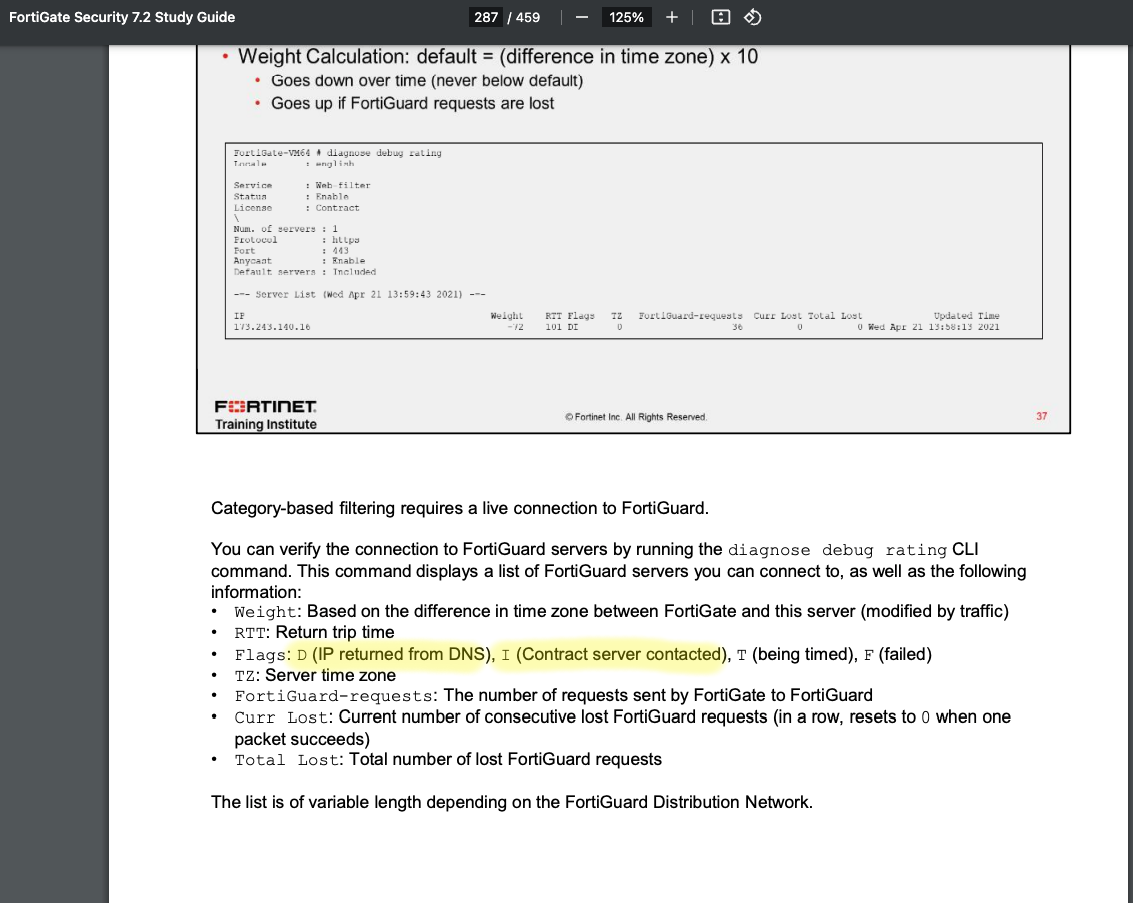 FortiGate Security 7.2 Study Guide
287 / 459
125%
• Weight Calculation: default = (difference in time zone) x 10
• Goes down over time (never below default)
• Goes up if FortiGuard requests are lost
FortiGate-VM64 # diagnose debug rating
Locale : english
Service : Web-filter
Status : Enable
License : Contract
\
Num. of servers : 1
Protocol : https
Port : 443
Anycast : Enable
Default servers : Included
-=- Server List (Wed Apr 21 13:59:43 2021) -=-
IP Weight RTT Flags TZ FortiGuard-requests Curr Lost Total Lost Updated Time
173.243.140.16 -72 101 DI 0 36 0 0 Wed Apr 21 13:58:13 2021
FORTINET
Training Institute
© Fortinet Inc. All Rights Reserved.
37
Category-based filtering requires a live connection to FortiGuard.
You can verify the connection to FortiGuard servers by running the diagnose debug rating CLI
command. This command displays a list of FortiGuard servers you can connect to, as well as the following
information:
• Weight: Based on the difference in time zone between FortiGate and this server (modified by traffic)
• RTT: Return trip time
• Flags: D (IP returned from DNS), I (Contract server contacted), T (being timed), F (failed)
• TZ: Server time zone
• FortiGuard-requests: The number of requests sent by FortiGate to FortiGuard
• Curr Lost: Current number of consecutive lost FortiGuard requests (in a row, resets to 0 when one
packet succeeds)
• Total Lost: Total number of lost FortiGuard requests
The list is of variable length depending on the FortiGuard Distribution Network.